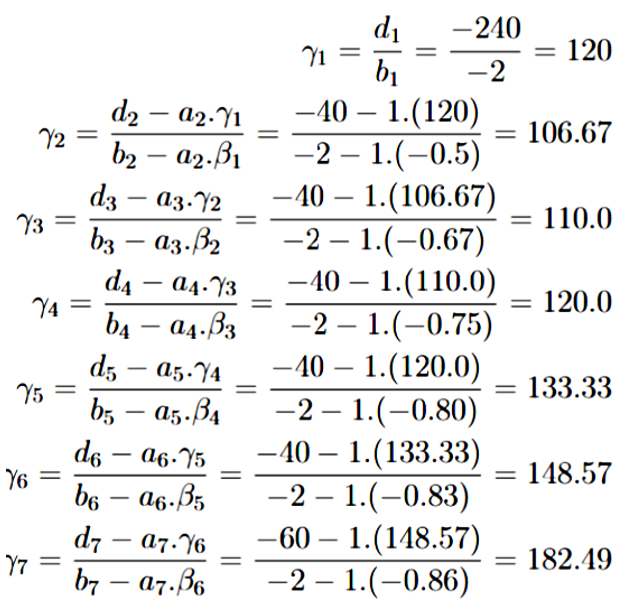 γ₁ = d₁/b₁ = −240/−2 = 120
γ₂ = (d₂ − a₂.γ₁)/(b₂ − a₂.β₁) = (−40 − 1.(120))/(−2 − 1.(−0.5)) = 106.67
γ₃ = (d₃ − a₃.γ₂)/(b₃ − a₃.β₂) = (−40 − 1.(106.67))/(−2 − 1.(−0.67)) = 110.0
γ₄ = (d₄ − a₄.γ₃)/(b₄ − a₄.β₃) = (−40 − 1.(110.0))/(−2 − 1.(−0.75)) = 120.0
γ₅ = (d₅ − a₅.γ₄)/(b₅ − a₅.β₄) = (−40 − 1.(120.0))/(−2 − 1.(−0.80)) = 133.33
γ₆ = (d₆ − a₆.γ₅)/(b₆ − a₆.β₅) = (−40 − 1.(133.33))/(−2 − 1.(−0.83)) = 148.57
γ₇ = (d₇ − a₇.γ₆)/(b₇ − a₇.β₆) = (−60 − 1.(148.57))/(−2 − 1.(−0.86)) = 182.49